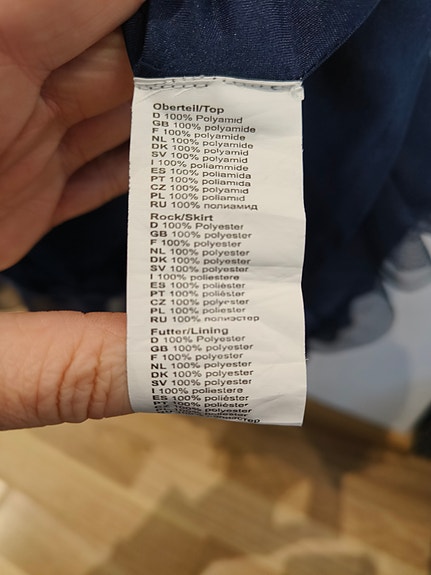 Oberteil/Top
D 100% Polyamid
GB 100% polyamide
F 100% polyamide
NL 100% polyamide
DK 100% polyamide
SV 100% polyamid
I 100% poliammide
ES 100% poliamida
PT 100% poliamida
CZ 100% polyamid
PL 100% poliamid
RU 100% полиамид
Rock/Skirt
D 100% Polyester
GB 100% polyester
F 100% polyester
NL 100% polyester
DK 100% polyester
SV 100% polyester
I 100% poliestere
ES 100% poliéster
PT 100% poliéster
CZ 100% polyester
PL 100% poliester
RU 100% полиэстер
Futter/Lining
D 100% Polyester
GB 100% polyester
F 100% polyester
NL 100% polyester
DK 100% polyester
SV 100% polyester
I 100% poliestere
ES 100% poliéster
PT 100% poliéster
100% polyester